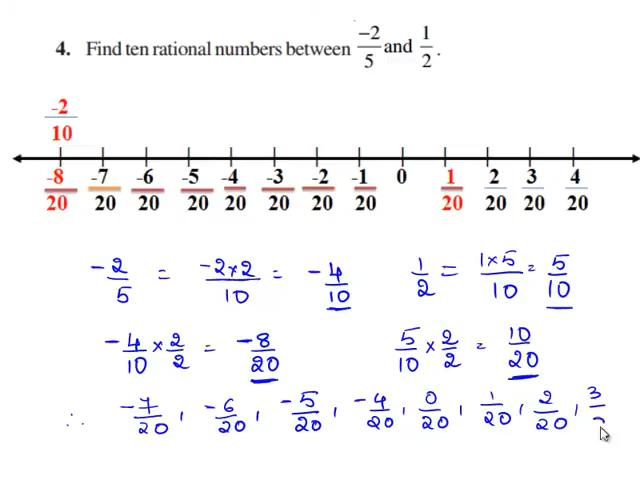 4. Find ten rational numbers between -2/5 and 1/2.
-2/10
-8/20 -7/20 -6/20 -5/20 -4/20 -3/20 -2/20 -1/20 0 1/20 2/20 3/20 4/20
-2/5 = -2×2/10 = -4/10 1/2 = 1×5/10 = 5/10
-4/10 × 2/2 = -8/20 5/10 × 2/2 = 10/20
∴ -7/20, -6/20, -5/20, -4/20, 0/20, 1/20, 2/20, 3/